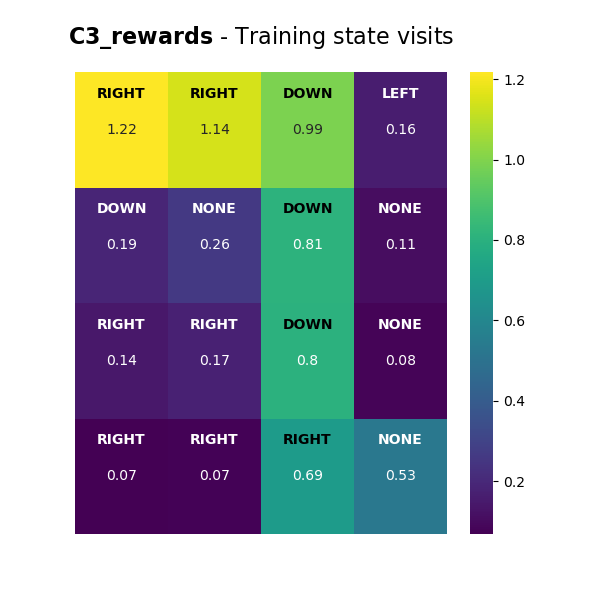 C3_rewards - Training state visits
RIGHT RIGHT DOWN LEFT
1.22 1.14 0.99 0.16
DOWN NONE DOWN NONE
0.19 0.26 0.81 0.11
RIGHT RIGHT DOWN NONE
0.14 0.17 0.8 0.08
RIGHT RIGHT RIGHT NONE
0.07 0.07 0.69 0.53
1.2
1.0
0.8
0.6
0.4
0.2